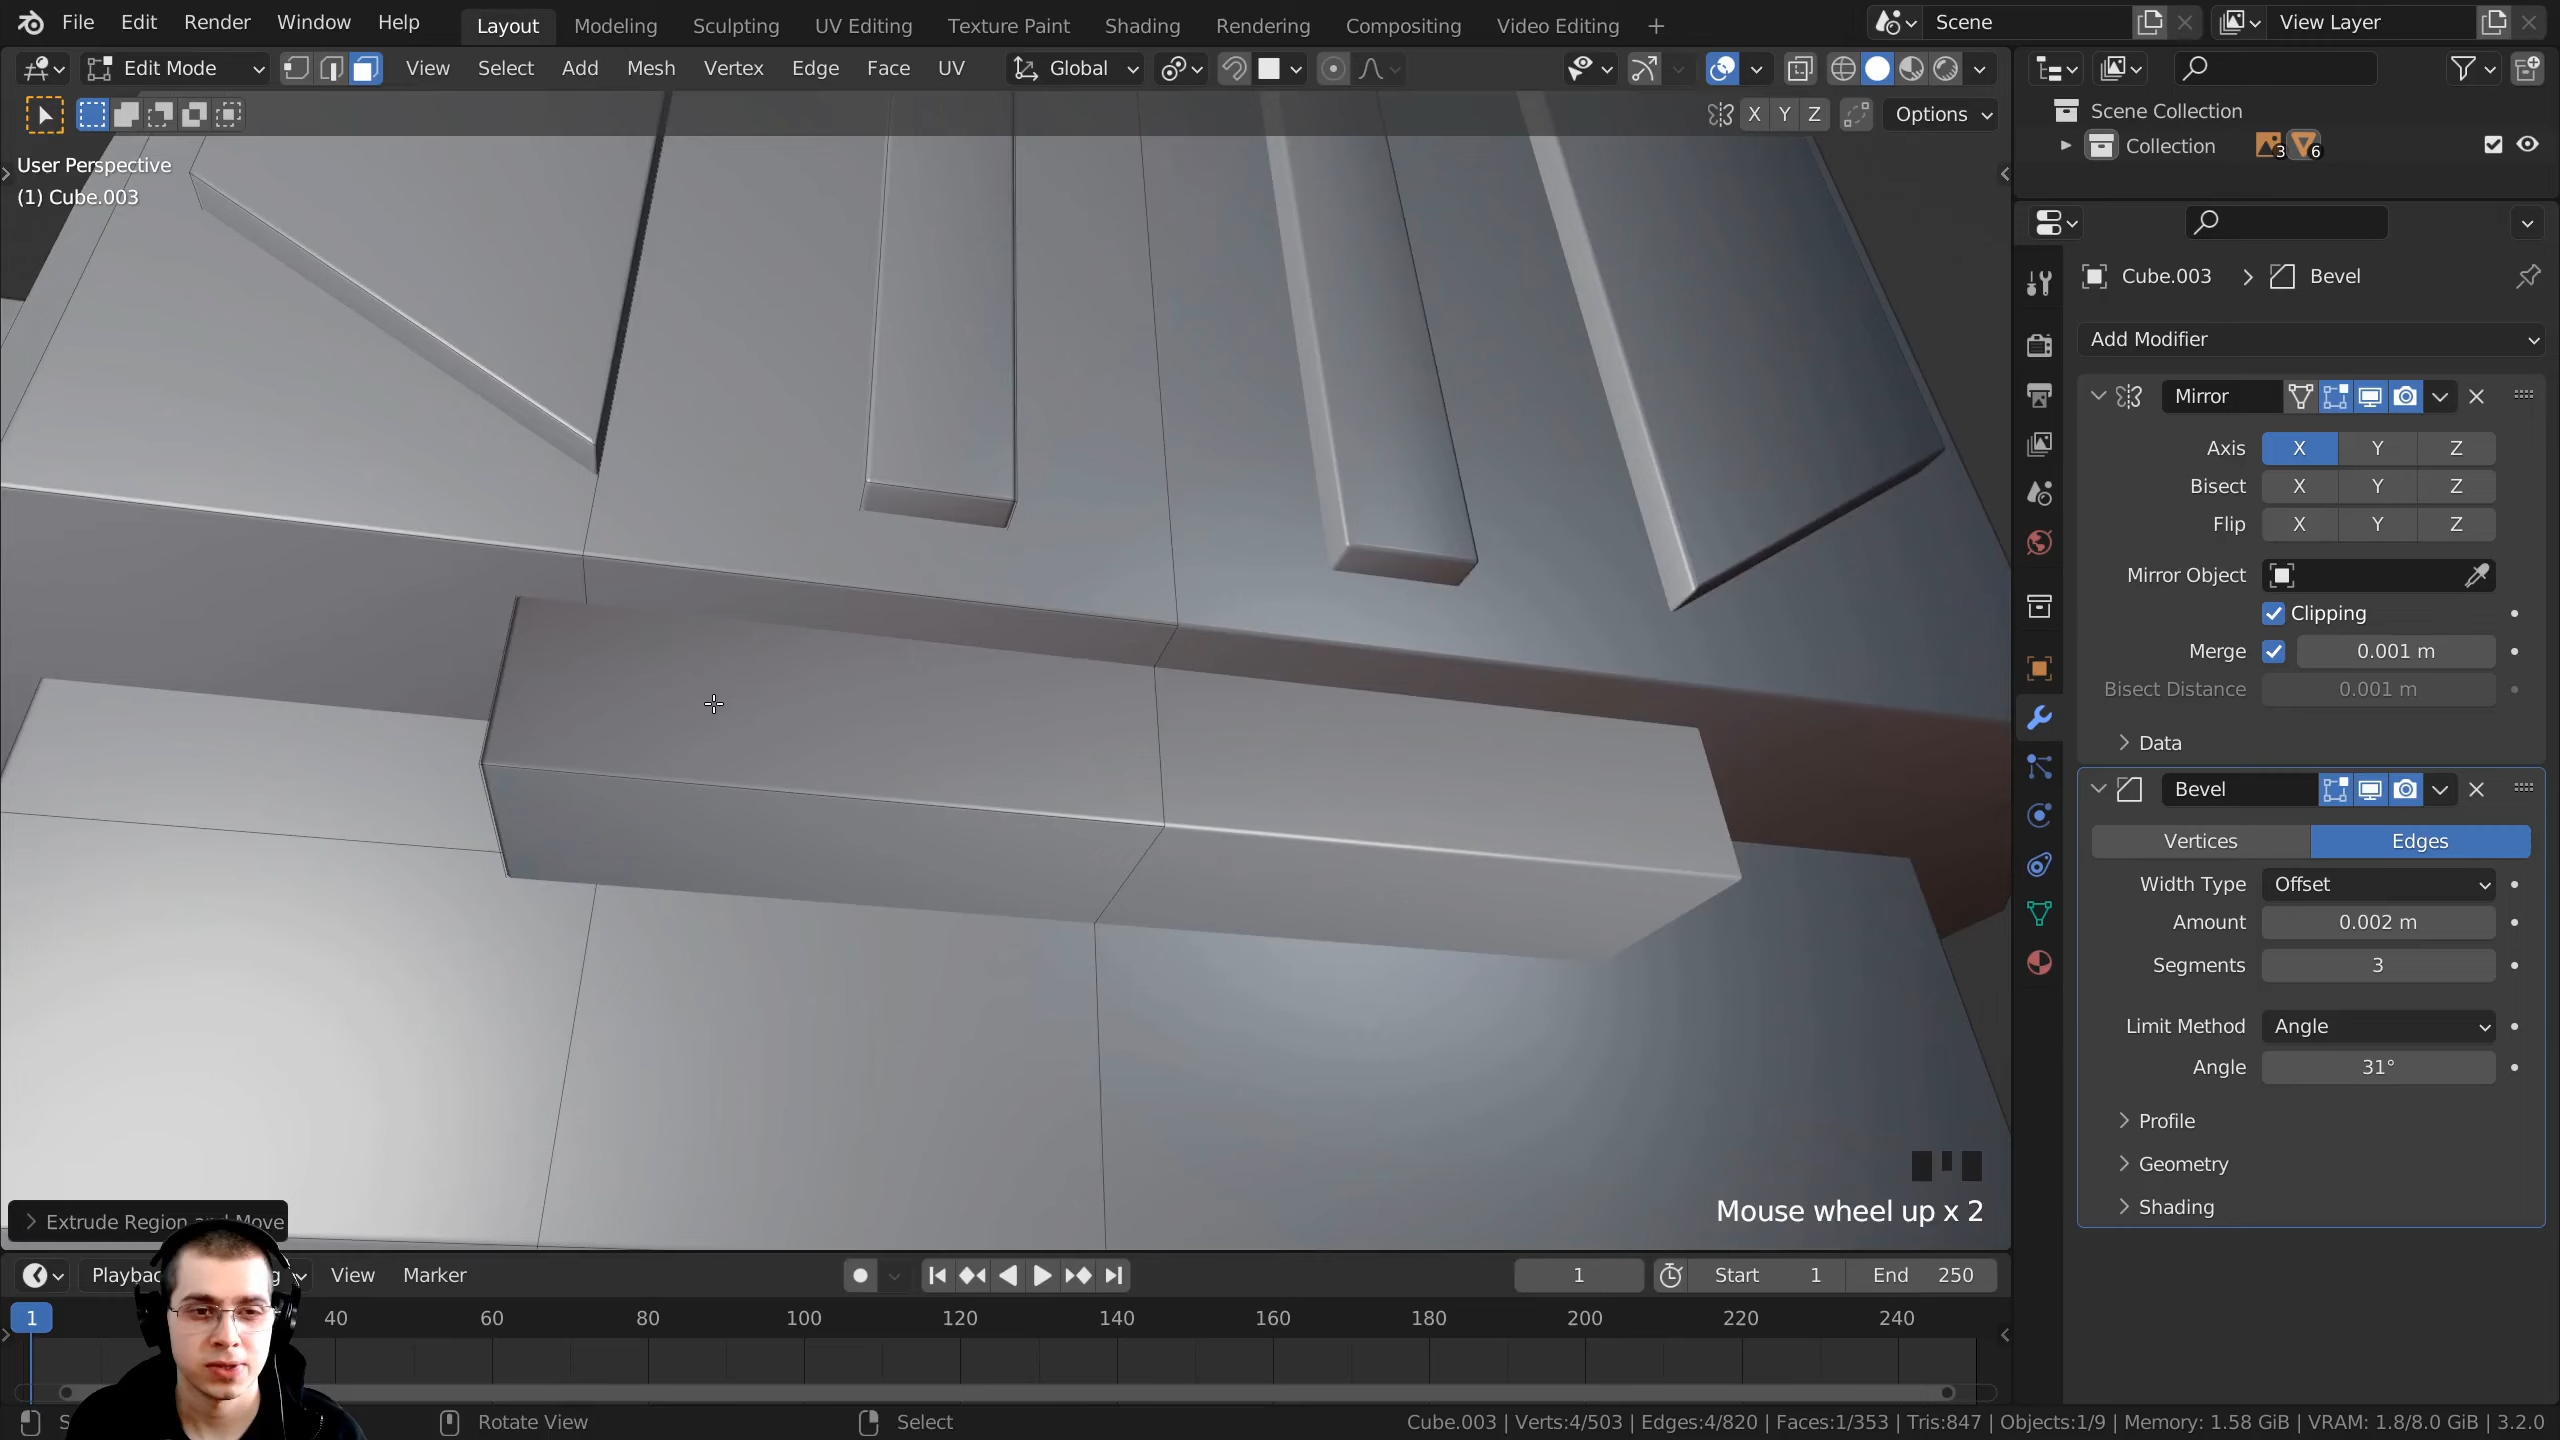 File Edit Render Window Help Layout Modeling Sculpting UV Editing Texture Paint Shading Rendering Compositing Video Editing + Scene View Layer
Edit Mode View Select Add Mesh Vertex Edge Face UV Global
X Y Z Options
User Perspective
(1) Cube.003
Scene Collection
Collection 3 6
Cube.003 > Bevel
Add Modifier
Mirror
Axis X Y Z
Bisect X Y Z
Flip X Y Z
Mirror Object
Clipping
Merge 0.001 m
Bisect Distance 0.001 m
Data
Bevel
Vertices Edges
Width Type Offset
Amount 0.002 m
Segments 3
Limit Method Angle
Angle 31°
Profile
Geometry
Shading
Mouse wheel up x 2
Extrude Region and Move
View Marker 1 Start 1 End 250
1 40 60 80 100 120 140 160 180 200 220 240
Rotate View Select Cube.003 | Verts:4/503 | Edges:4/820 | Faces:1/353 | Tris:847 | Objects:1/9 | Memory: 1.58 GiB | VRAM: 1.8/8.0 GiB | 3.2.0